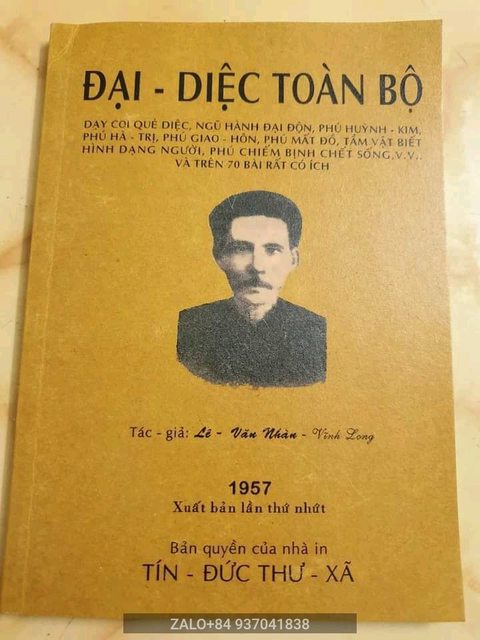 ĐẠI - DIỆC TOÀN BỘ
DẠY COI QUẺ DIỆC, NGŨ HÀNH ĐẠI ĐỘN, PHÚ HUỲNH - KIM,
PHÚ HÀ - TRI, PHÚ GIAO - HÔN, PHÚ MẤT ĐỒ, TẦM VẬT BIẾT
HÌNH DẠNG NGƯỜI, PHÚ CHIẾM BỊNH CHẾT SỐNG,V.V..
VÀ TRÊN 70 BÀI RẤT CÓ ÍCH
Tác - giả: Lê - Văn Nhàn - Vĩnh Long
1957
Xuất bản lần thứ nhứt
Bản quyền của nhà in
TÍN - ĐỨC THƯ - XÃ
ZALO+84 937041838